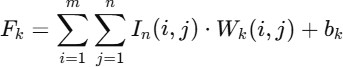 F_k = \sum_{i=1}^{m} \sum_{j=1}^{n} I_n(i,j) \cdot W_k(i,j) + b_k